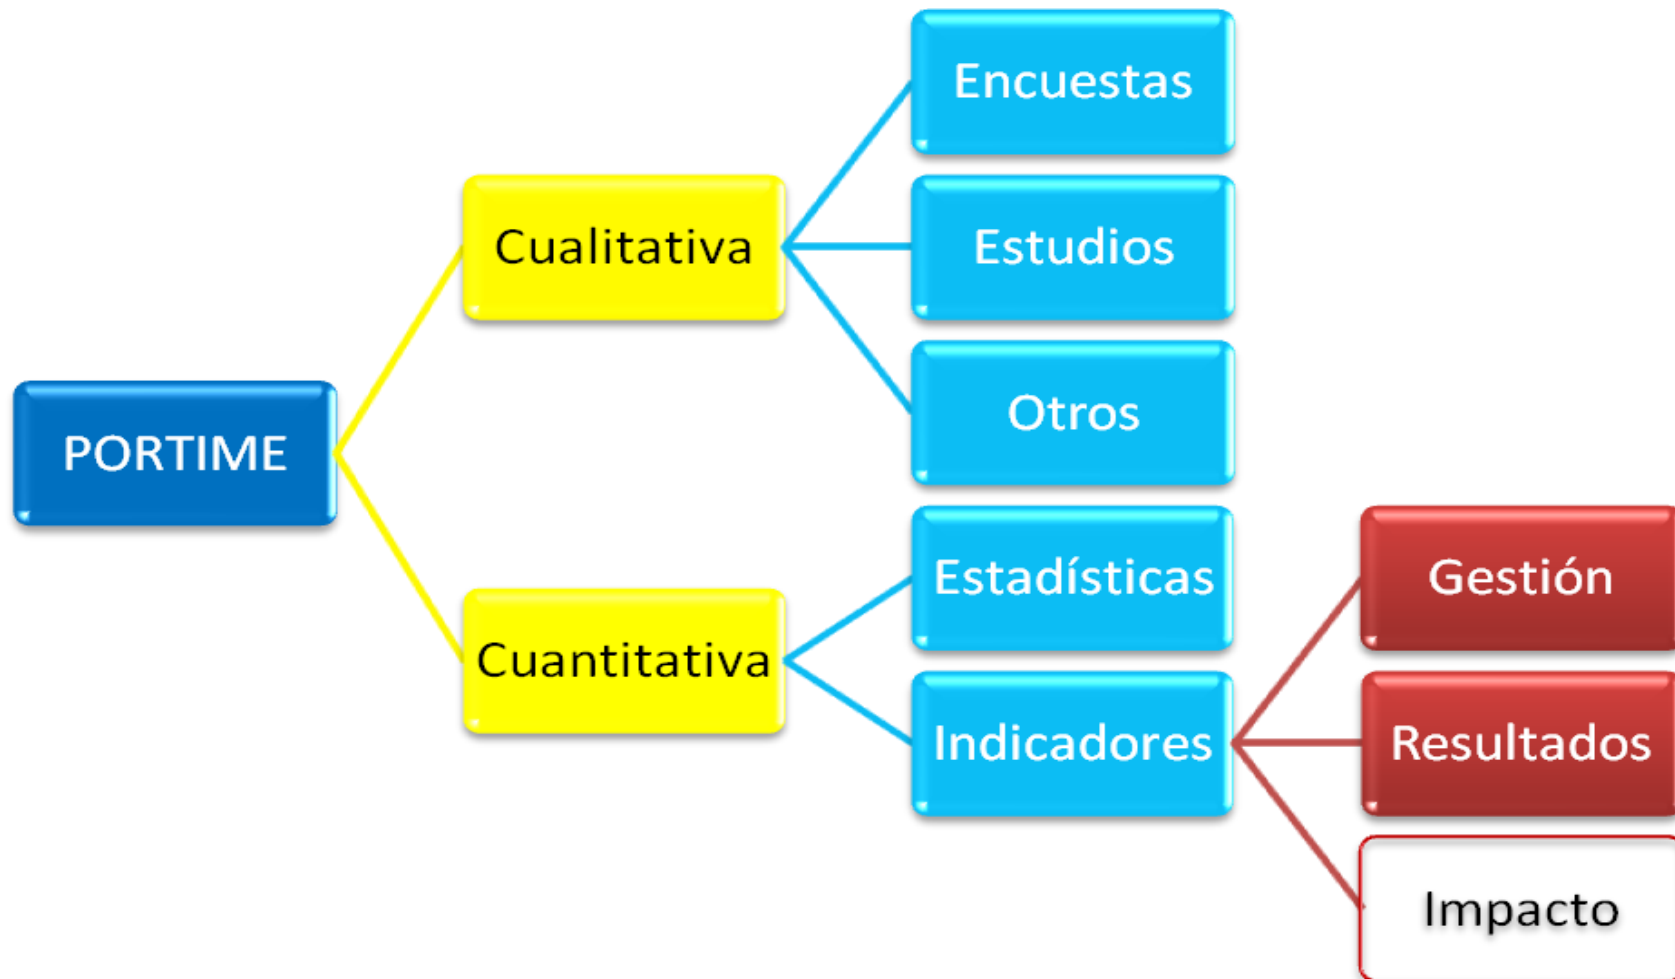 PORTIME
Cualitativa
Encuestas
Estudios
Otros
Cuantitativa
Estadísticas
Indicadores
Gestión
Resultados
Impacto